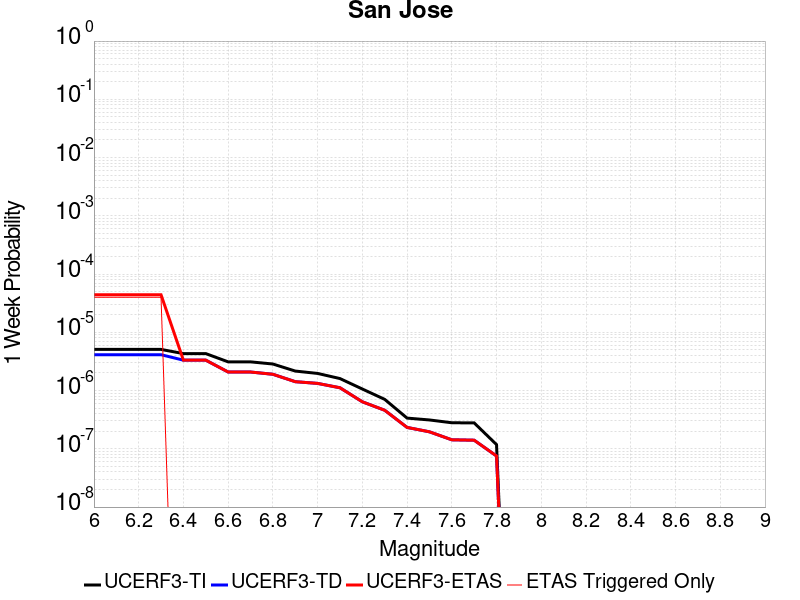 San Jose
10^0
10^-1
10^-2
10^-3
10^-4
10^-5
10^-6
10^-7
10^-8
1 Week Probability
6 6.2 6.4 6.6 6.8 7 7.2 7.4 7.6 7.8 8 8.2 8.4 8.6 8.8 9
Magnitude
UCERF3-TI UCERF3-TD UCERF3-ETAS ETAS Triggered Only